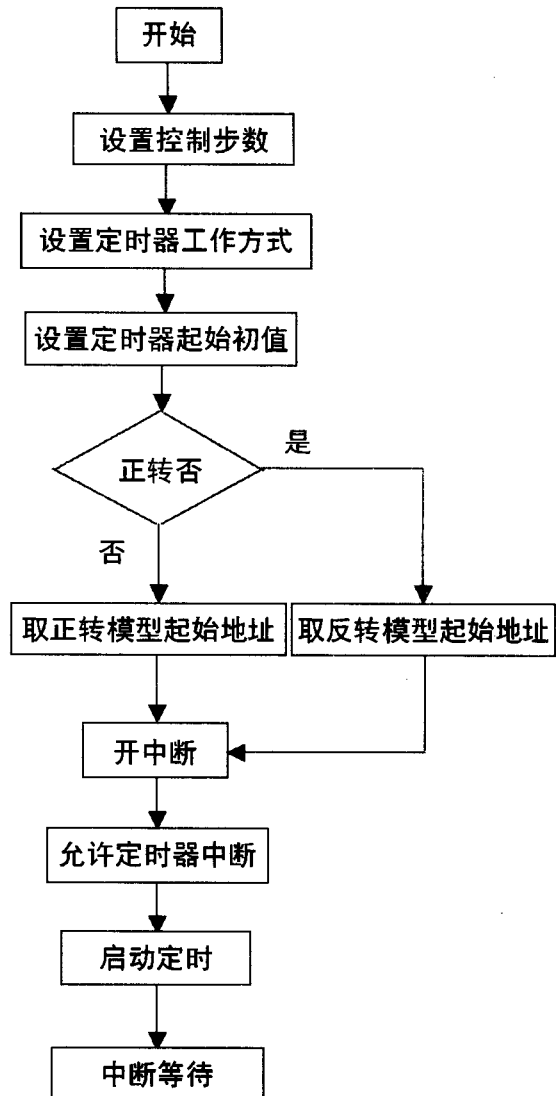 开始
设置控制步数
设置定时器工作方式
设置定时器起始初值
正转否
是
否
取正转模型起始地址
取反转模型起始地址
开中断
允许定时器中断
启动定时
中断等待